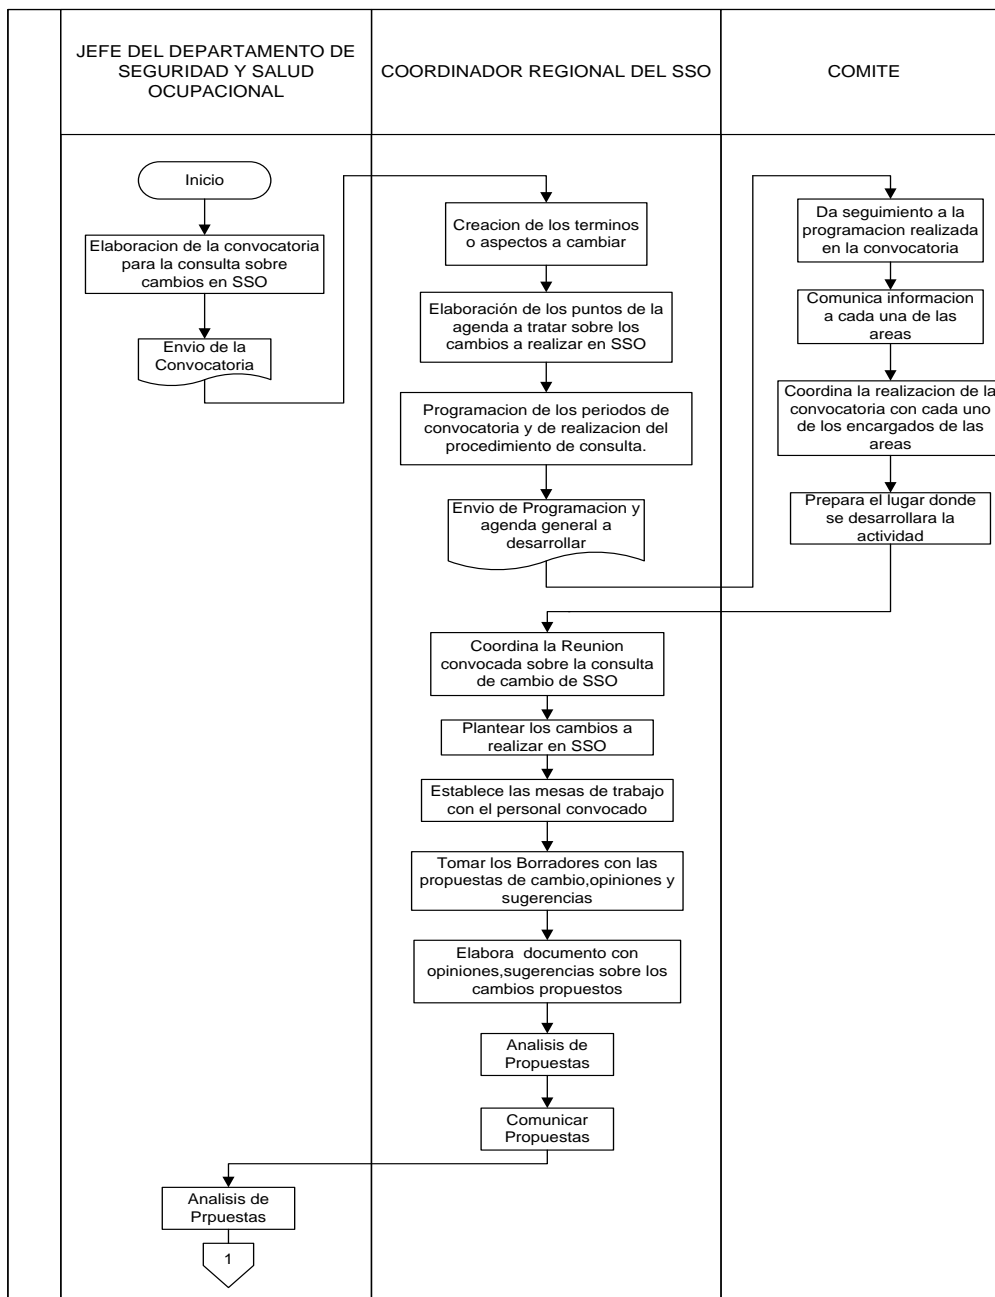 JEFE DEL DEPARTAMENTO DE
SEGURIDAD Y SALUD
OCUPACIONAL
COORDINADOR REGIONAL DEL SSO
COMITE
Inicio
Elaboracion de la convocatoria
para la consulta sobre
cambios en SSO
Envio de la
Convocatoria
Creacion de los terminos
o aspectos a cambiar
Elaboración de los puntos de la
agenda a tratar sobre los
cambios a realizar en SSO
Programacion de los periodos de
convocatoria y de realizacion del
procedimiento de consulta.
Envio de Programacion y
agenda general a
desarrollar
Da seguimiento a la
programacion realizada
en la convocatoria
Comunica informacion
a cada una de las
areas
Coordina la realizacion de la
convocatoria con cada uno
de los encargados de las
areas
Prepara el lugar donde
se desarrollara la
actividad
Coordina la Reunion
convocada sobre la consulta
de cambio de SSO
Plantear los cambios a
realizar en SSO
Establece las mesas de trabajo
con el personal convocado
Tomar los Borradores con las
propuestas de cambio,opiniones y
sugerencias
Elabora documento con
opiniones,sugerencias sobre los
cambios propuestos
Analisis de
Propuestas
Comunicar
Propuestas
Analisis de
Prpuestas
1